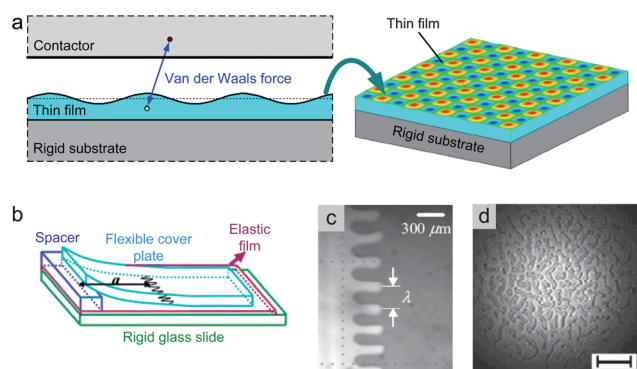 a
Contactor
Van der Waals force
Thin film
Rigid substrate
Thin film
Rigid substrate
b
Spacer
Flexible cover
plate
Elastic
film
a
Rigid glass slide
c
300 μm
λ
d